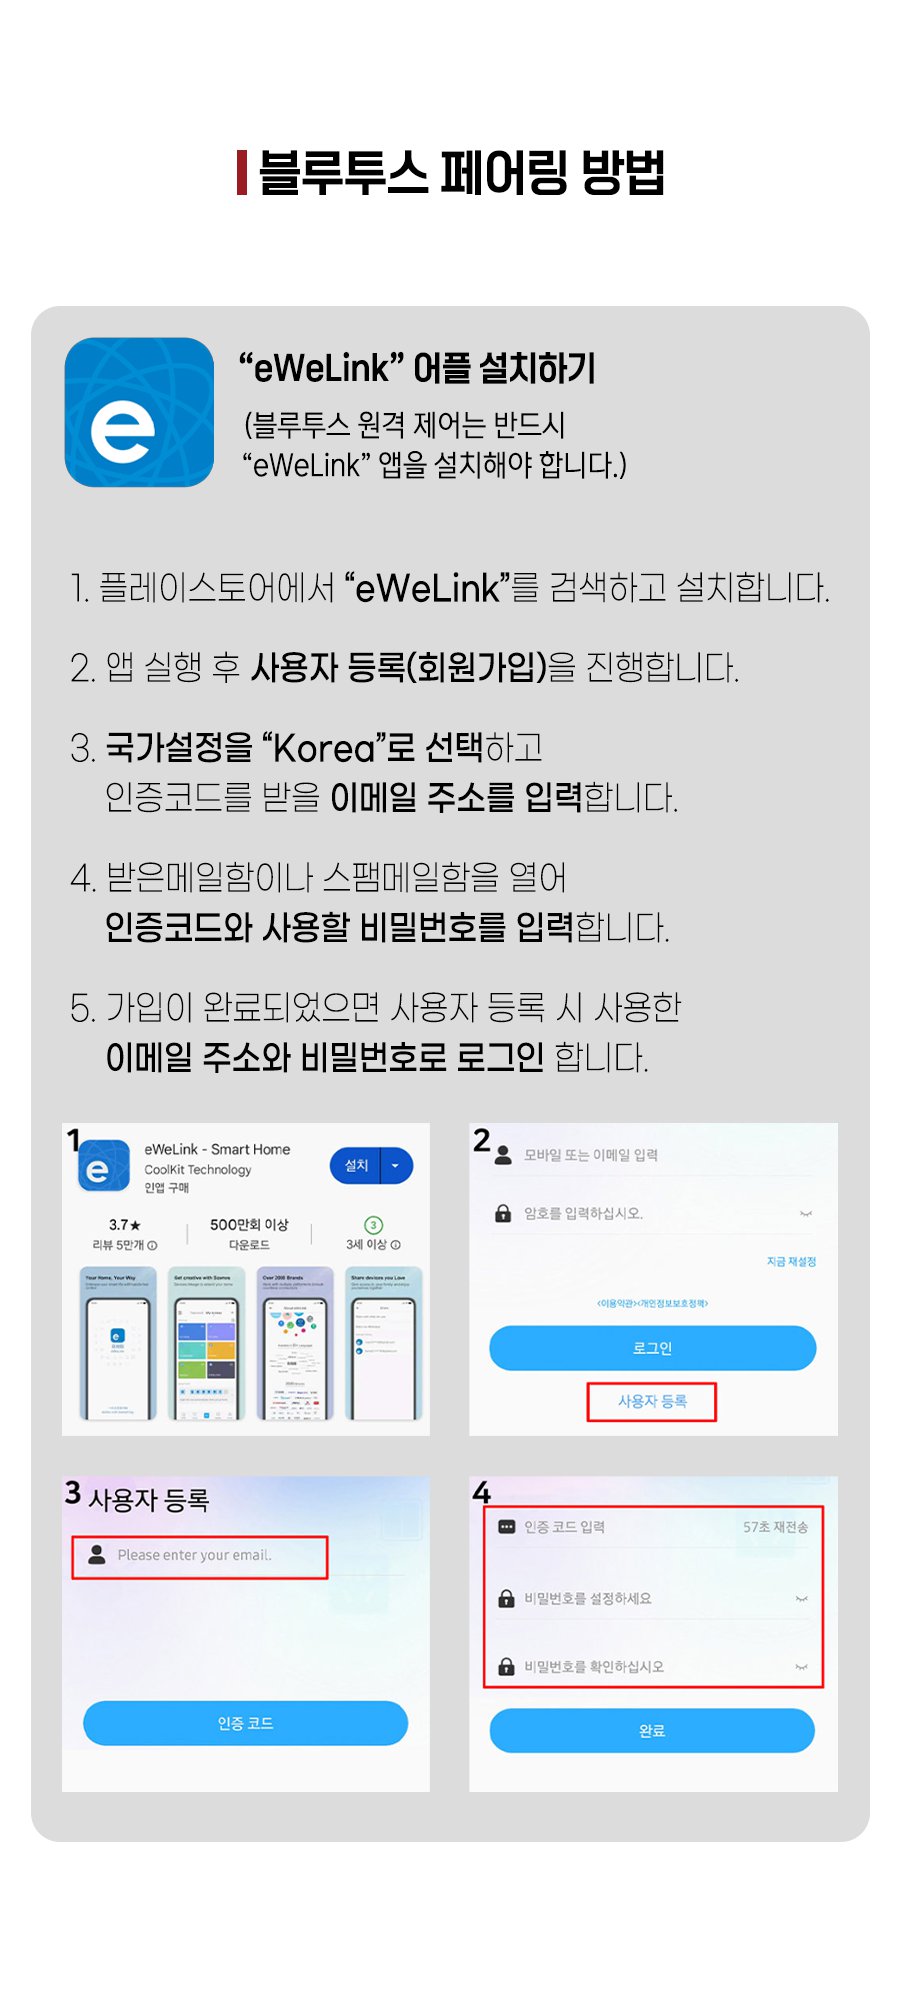 블루투스 페어링 방법
e
“eWeLink” 어플 설치하기
(블루투스 원격 제어는 반드시
“eWeLink” 앱을 설치해야 합니다.)
1. 플레이스토어에서 “eWeLink”를 검색하고 설치합니다.
2. 앱 실행 후 사용자 등록(회원가입)을 진행합니다.
3. 국가설정을 “Korea”로 선택하고
인증코드를 받을 이메일 주소를 입력합니다.
4. 받은메일함이나 스팸메일함을 열어
인증코드와 사용할 비밀번호를 입력합니다.
5. 가입이 완료되었으면 사용자 등록 시 사용한
이메일 주소와 비밀번호로 로그인 합니다.
1
e
eWeLink - Smart Home
CoolKit Technology
인앱 구매
설치
3.7★
리뷰 5만개
500만회 이상
다운로드
3
3세 이상
Your Home, Your Way
Get creative with Scenes
Over 2000 Brands
Share devices you Love
2
모바일 또는 이메일 입력
암호를 입력하십시오.
지금 재설정
<이용약관><개인정보보호정책>
로그인
사용자 등록
3
사용자 등록
Please enter your email.
인증 코드
4
인증 코드 입력
57초 재전송
비밀번호를 설정하세요
비밀번호를 확인하십시오
완료